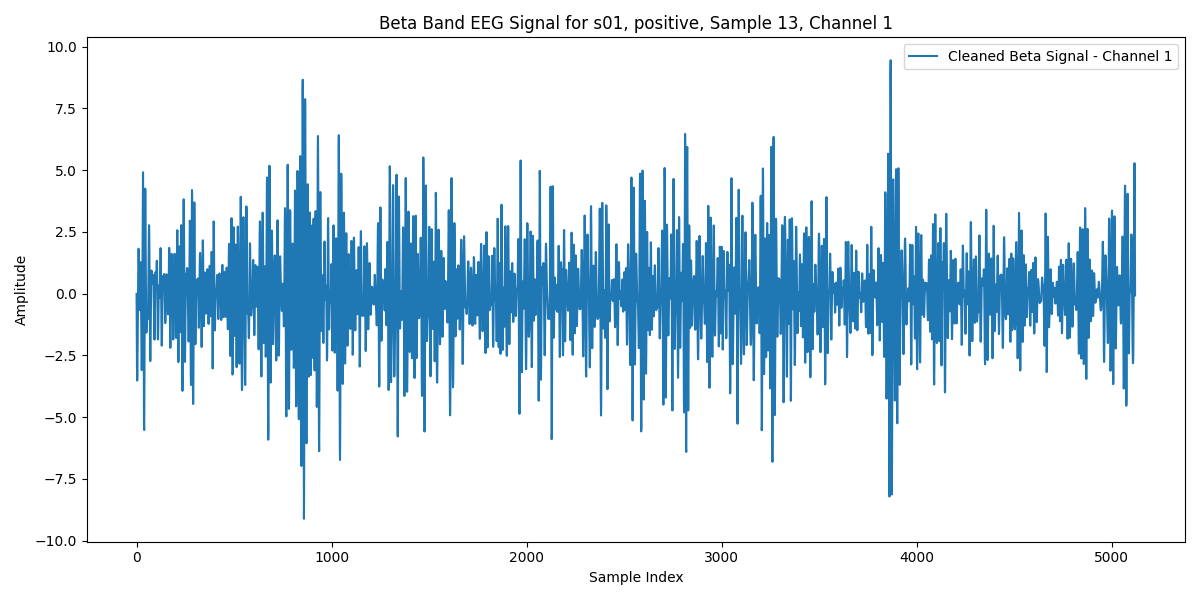 Beta Band EEG Signal for s01, positive, Sample 13, Channel 1
Cleaned Beta Signal - Channel 1
Amplitude
10.0
7.5
5.0
2.5
0.0
−2.5
−5.0
−7.5
−10.0
0 1000 2000 3000 4000 5000
Sample Index